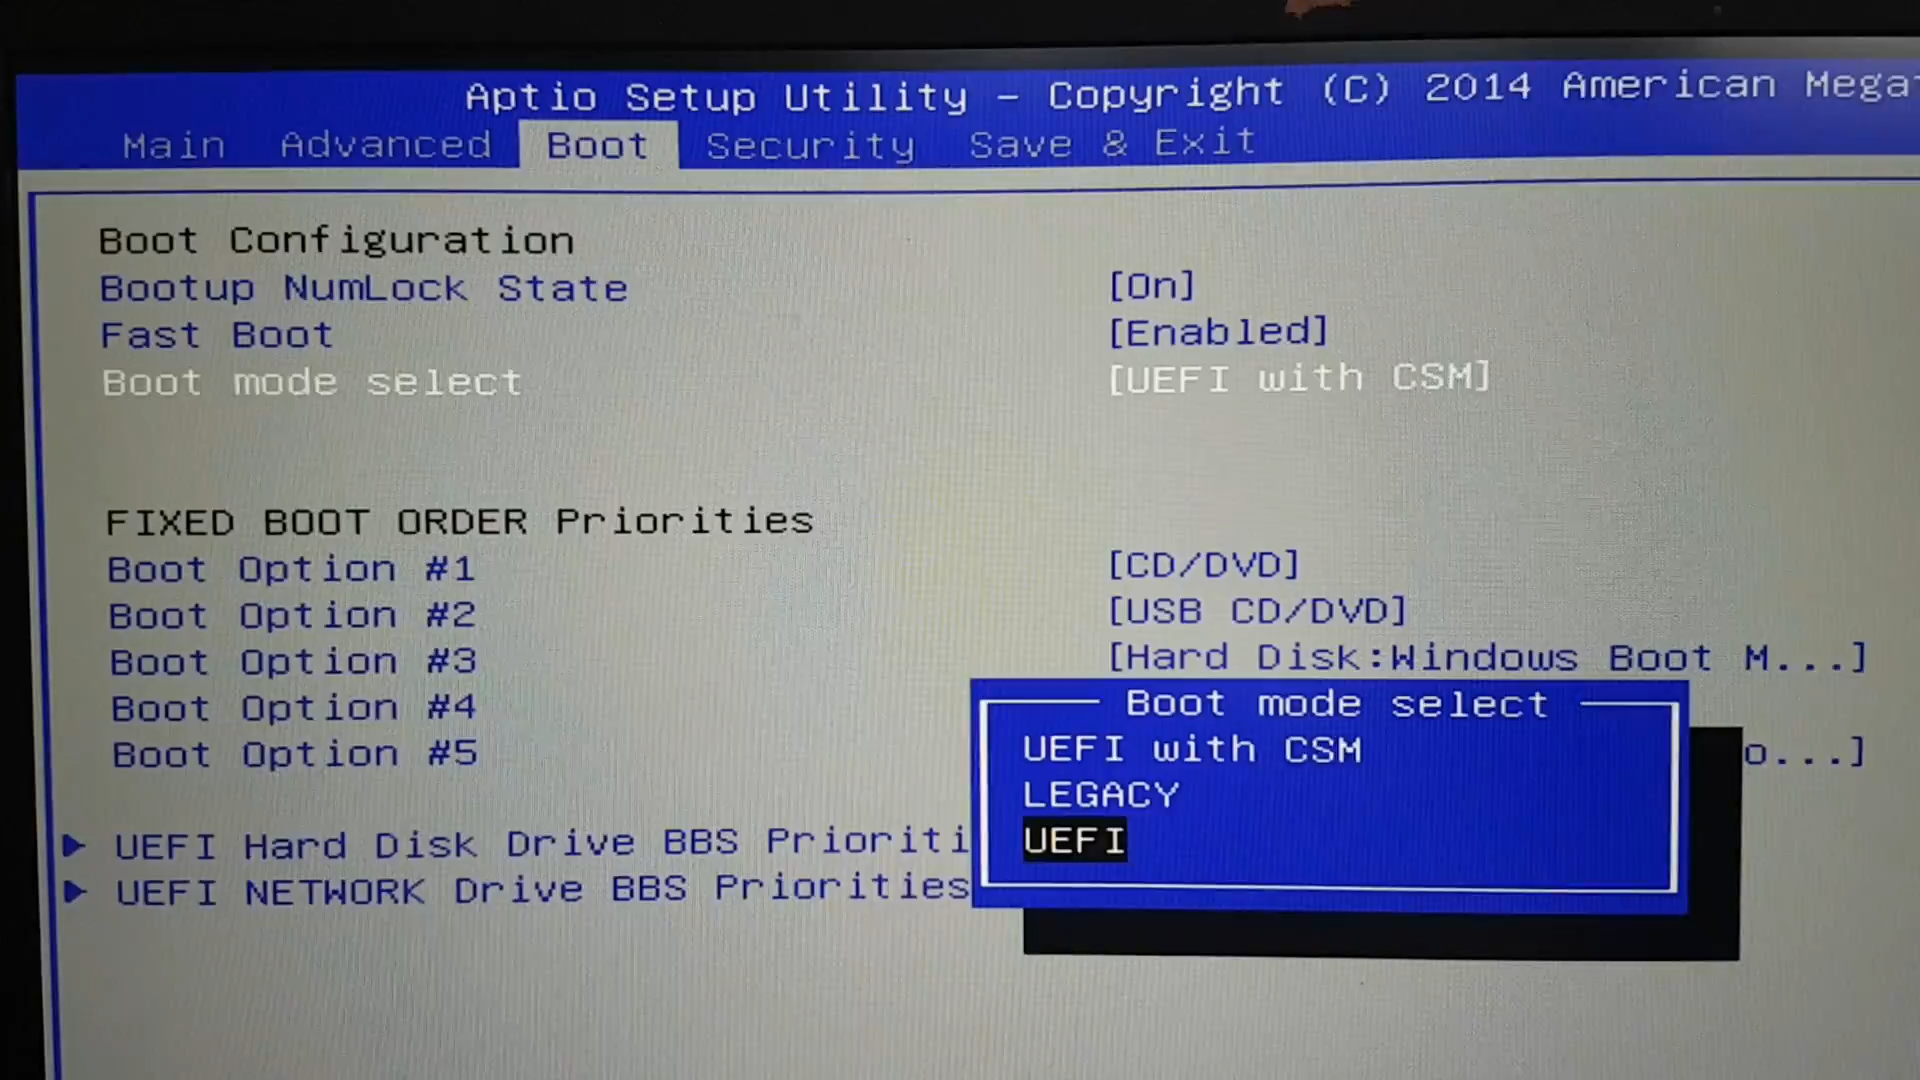 Aptio Setup Utility – Copyright (C) 2014 American
Main Advanced Boot Security Save & Exit
Boot Configuration
Bootup NumLock State [On]
Fast Boot [Enabled]
Boot mode select [UEFI with CSM]
FIXED BOOT ORDER Priorities
Boot Option #1 [CD/DVD]
Boot Option #2 [USB CD/DVD]
Boot Option #3 [Hard Disk:Windows Boot M...]
Boot Option #4
Boot Option #5 o...]
Boot mode select
UEFI with CSM
LEGACY
UEFI
UEFI Hard Disk Drive BBS Prioriti
UEFI NETWORK Drive BBS Priorities